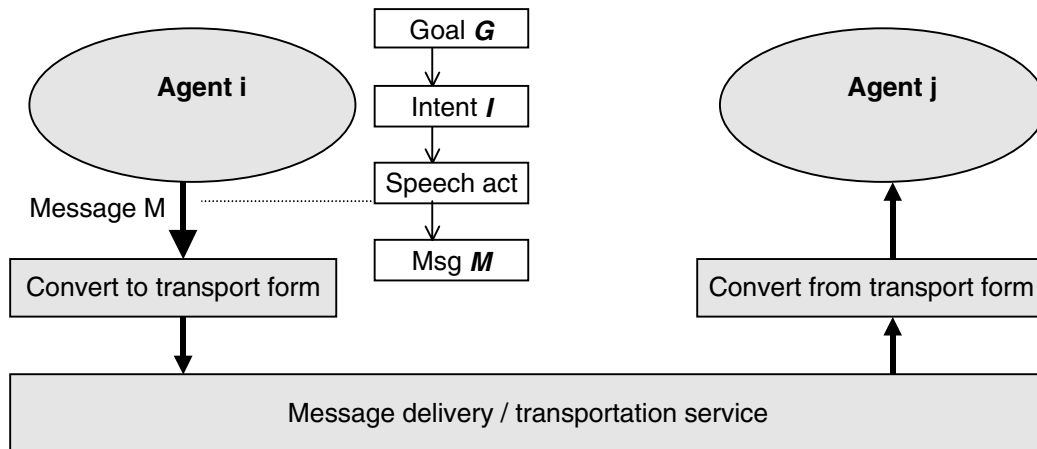 Goal G
Agent i
Agent j
Intent I
Speech act
Message M
Msg M
Convert to transport form
Convert from transport form
Message delivery / transportation service